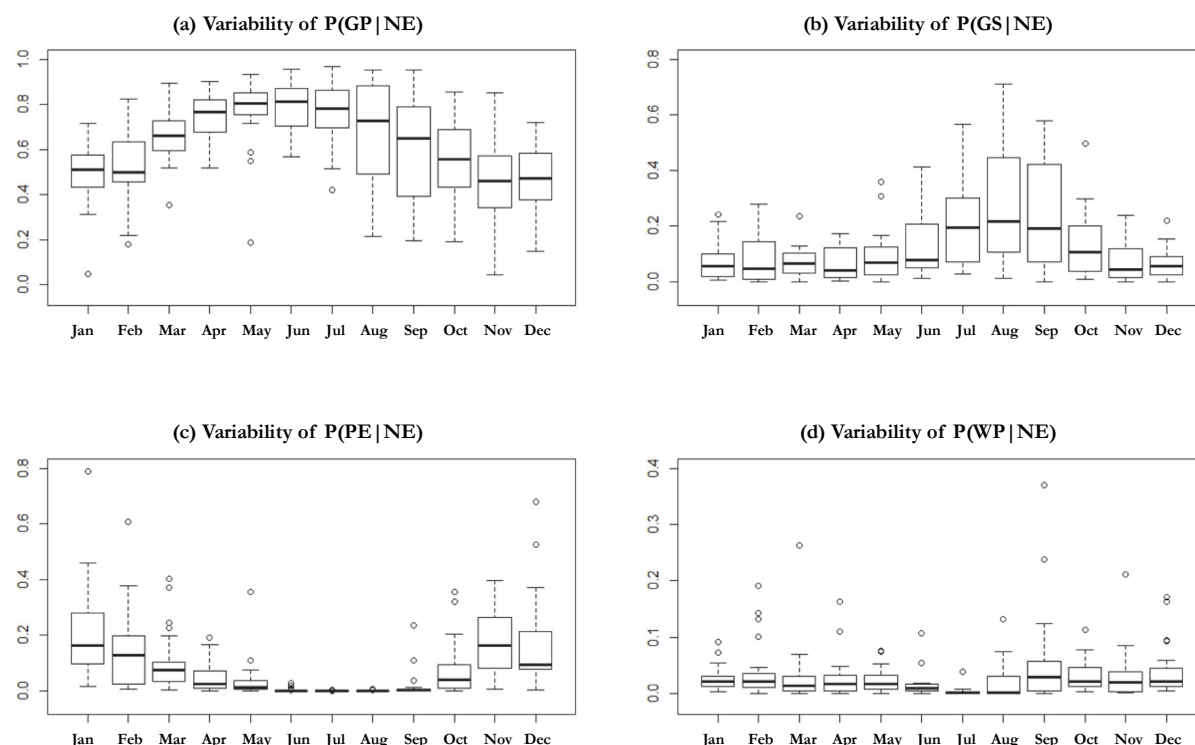 (a) Variability of P(GP|NE)
1.0
0.8
0.6
0.4
0.2
0.0
Jan Feb Mar Apr May Jun Jul Aug Sep Oct Nov Dec
(b) Variability of P(GS|NE)
0.8
0.6
0.4
0.2
0.0
Jan Feb Mar Apr May Jun Jul Aug Sep Oct Nov Dec
(c) Variability of P(PE|NE)
0.8
0.6
0.4
0.2
0.0
Jan Feb Mar Apr May Jun Jul Aug Sep Oct Nov Dec
(d) Variability of P(WP|NE)
0.4
0.3
0.2
0.1
0.0
Jan Feb Mar Apr May Jun Jul Aug Sep Oct Nov Dec